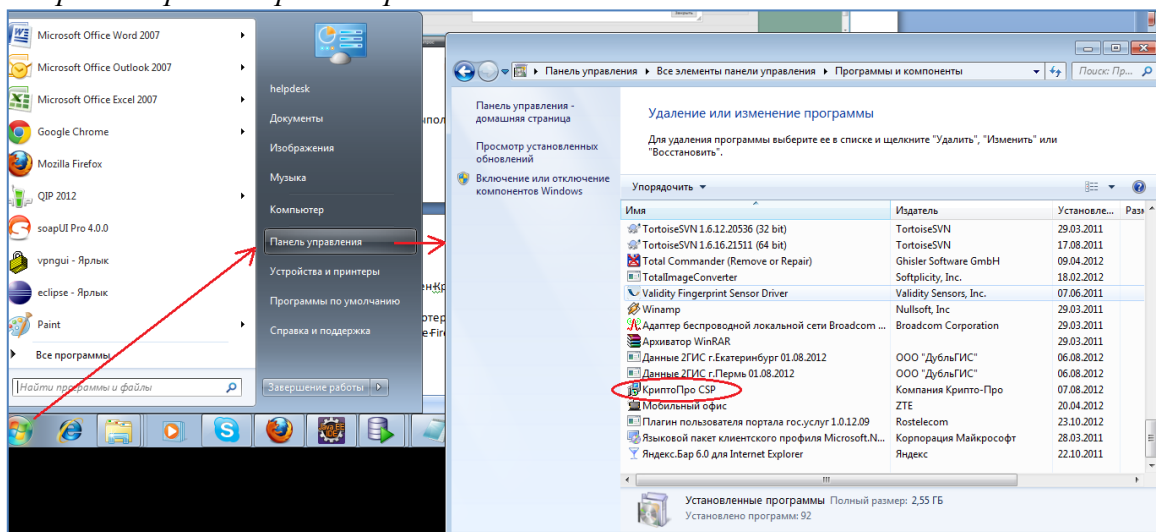 Microsoft Office Word 2007
Microsoft Office Outlook 2007
Microsoft Office Excel 2007
Google Chrome
Mozilla Firefox
QIP 2012
soapUI Pro 4.0.0
vpngui - Ярлык
eclipse - Ярлык
Paint
Все программы
Найти программы и файлы
helpdesk
Документы
Изображения
Музыка
Компьютер
Панель управления
Устройства и принтеры
Программы по умолчанию
Справка и поддержка
Завершение работы
Панель управления Все элементы панели управления Программы и компоненты
Поиск: Пр...
Панель управления -
домашняя страница
Просмотр установленных
обновлений
Включение или отключение
компонентов Windows
Удаление или изменение программы
Для удаления программы выберите ее в списке и щелкните "Удалить", "Изменить" или
"Восстановить".
Упорядочить
Имя Издатель Установле... Разм
TortoiseSVN 1.6.12.20536 (32 bit) TortoiseSVN 29.03.2011
TortoiseSVN 1.6.16.21511 (64 bit) TortoiseSVN 17.08.2011
Total Commander (Remove or Repair) Ghisler Software GmbH 09.04.2012
TotalImageConverter Softplicity, Inc. 18.02.2012
Validity Fingerprint Sensor Driver Validity Sensors, Inc. 07.06.2011
Winamp Nullsoft, Inc 29.03.2011
Адаптер беспроводной локальной сети Broadcom ... Broadcom Corporation 29.03.2011
Архиватор WinRAR 29.03.2011
Данные 2ГИС г.Екатеринбург 01.08.2012 ООО "ДубльГИС" 06.08.2012
Данные 2ГИС г.Пермь 01.08.2012 ООО "ДубльГИС" 06.08.2012
КриптоПро CSP Компания Крипто-Про 07.08.2012
Мобильный офис ZTE 20.04.2012
Плагин пользователя портала гос.услуг 1.0.12.09 Rostelecom 23.10.2012
Языковой пакет клиентского профиля Microsoft.N... Корпорация Майкрософт 28.03.2011
Яндекс.Бар 6.0 для Internet Explorer Яндекс 22.10.2011
Установленные программы Полный размер: 2,55 ГБ
Установлено программ: 92